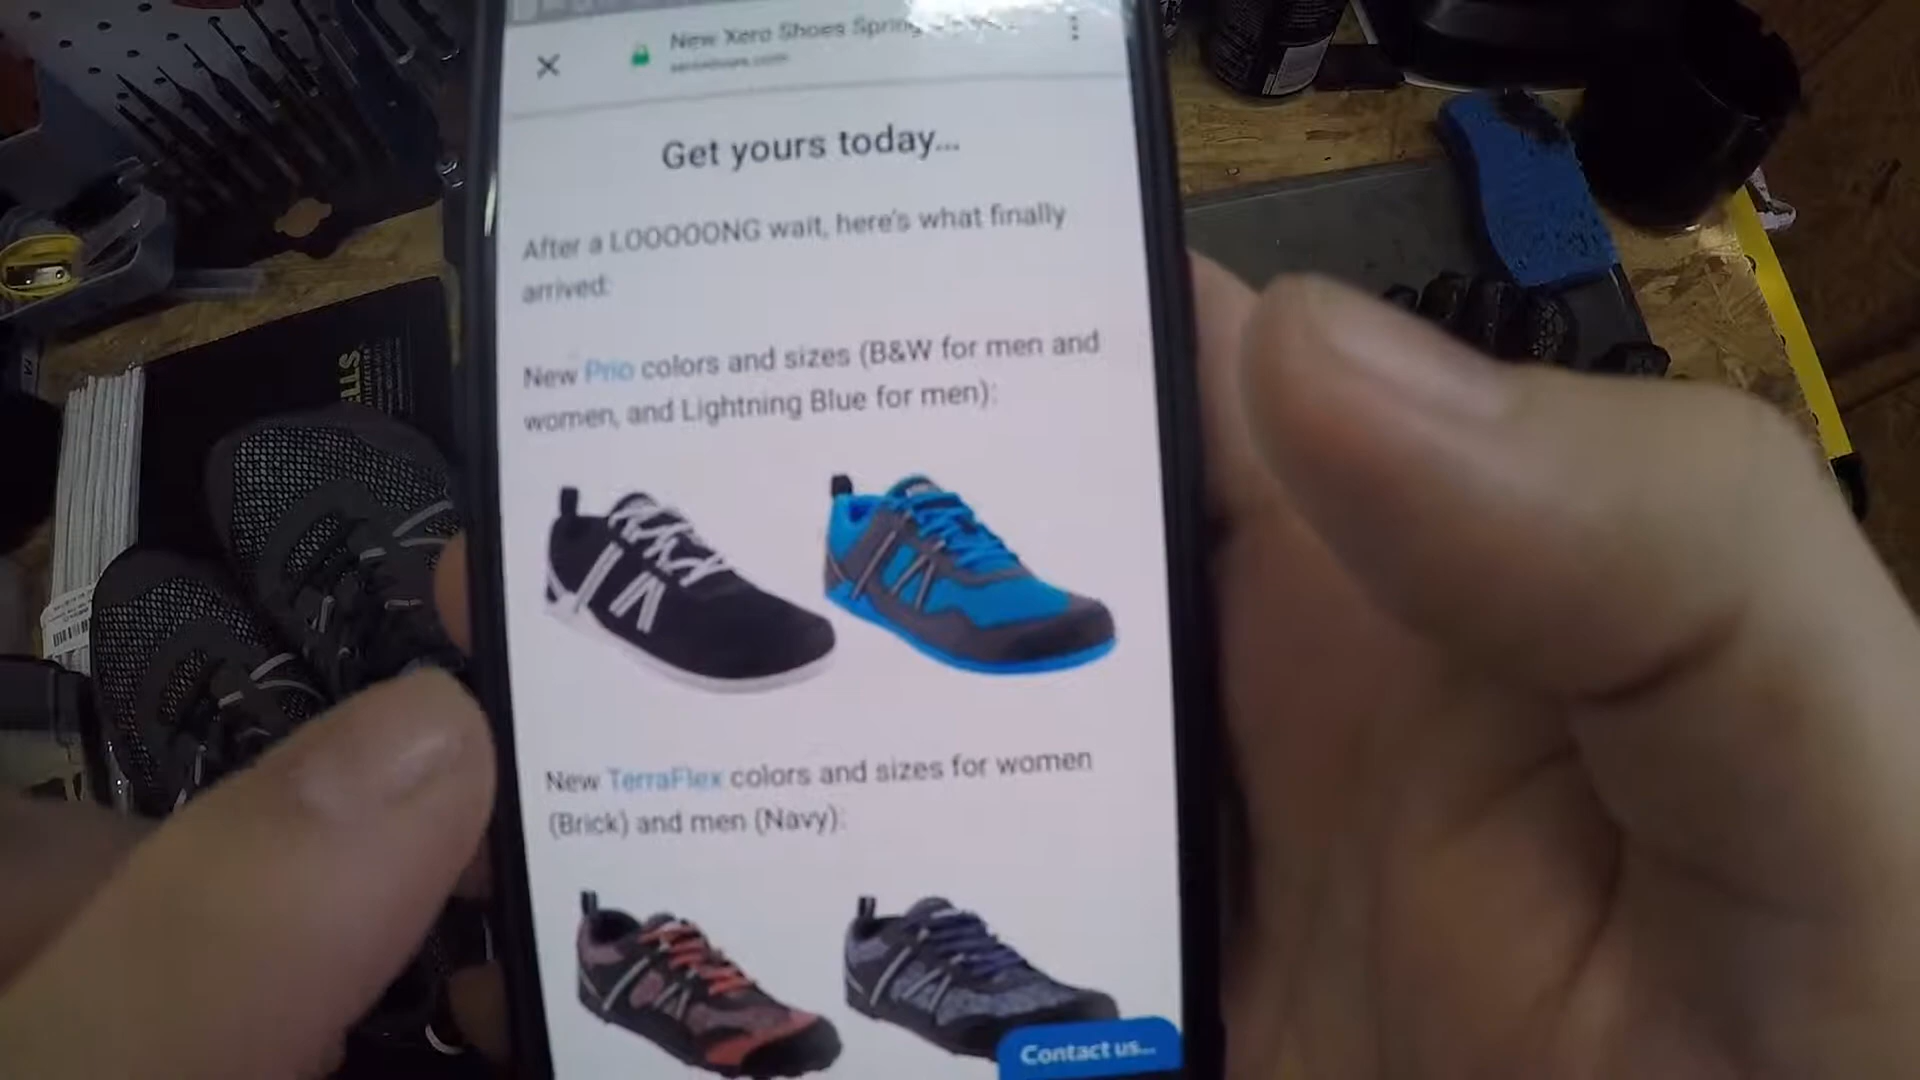 New Xero Shoes Spring
Get yours today...
After a LOOOOONG wait, here's what finally
arrived:
New Prio colors and sizes (B&W for men and
women, and Lightning Blue for men):
New TerraFlex colors and sizes for women
(Brick) and men (Navy):
Contact us...
ELLS